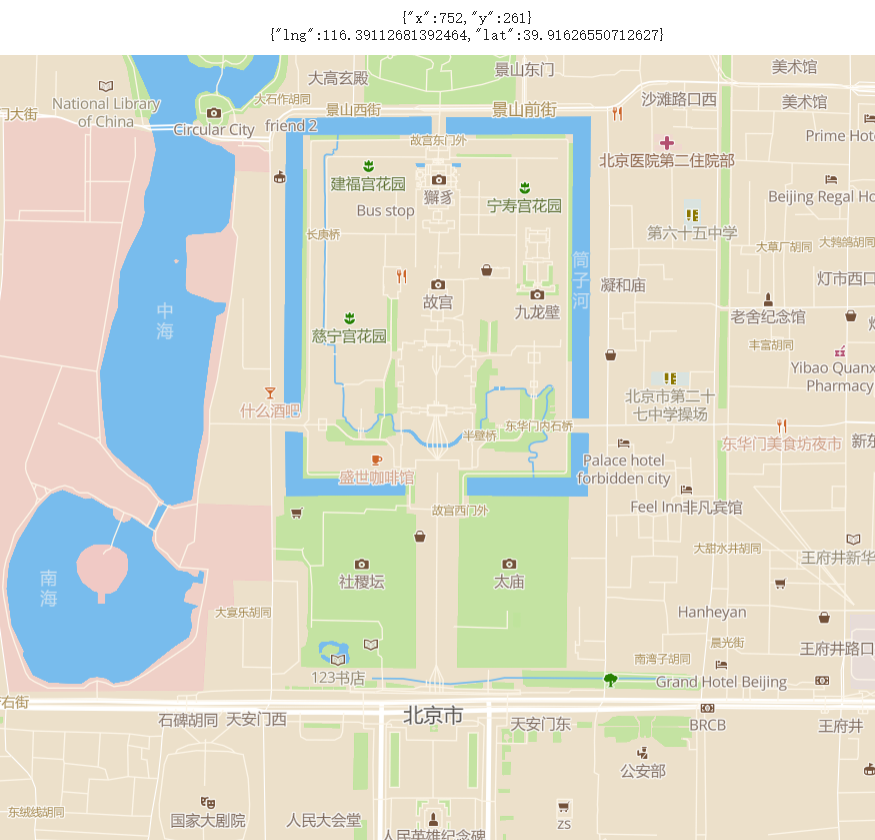 {"x":752,"y":261}
{"lng":116.39112681392464,"lat":39.91626550712627}
景山东门
美术馆
大高玄殿
大石作胡同
沙滩路口西
美术馆
National Library
of China
门大街
景山西街
景山前街
Circular City
friend 2
故宫东门外
Prime Hot
北京医院第二住院部
建福宫花园
獬豸
宁寿宫花园
Beijing Regal Ho
Bus stop
长庚桥
第六十五中学
大草厂胡同
大鹁鸽胡同
筒子河
凝和庙
灯市西口
中海
故宫
九龙壁
老舍纪念馆
慈宁宫花园
丰富胡同
Yibao Quanx
Pharmacy
什么酒吧
北京市第二十
七中学操场
半壁桥
东华门内石桥
东华门美食坊夜市
新东
盛世咖啡馆
Palace hotel
forbidden city
故宫西门外
Feel Inn非凡宾馆
大甜水井胡同
王府井新华
南海
社稷坛
太庙
大宴乐胡同
Hanheyan
晨光街
王府井路口
南湾子胡同
123书店
Grand Hotel Beijing
右街
石碑胡同
天安门西
北京市
天安门东
BRCB
王府井
公安部
东绒线胡同
国家大剧院
人民大会堂
人民英雄纪念碑
zs